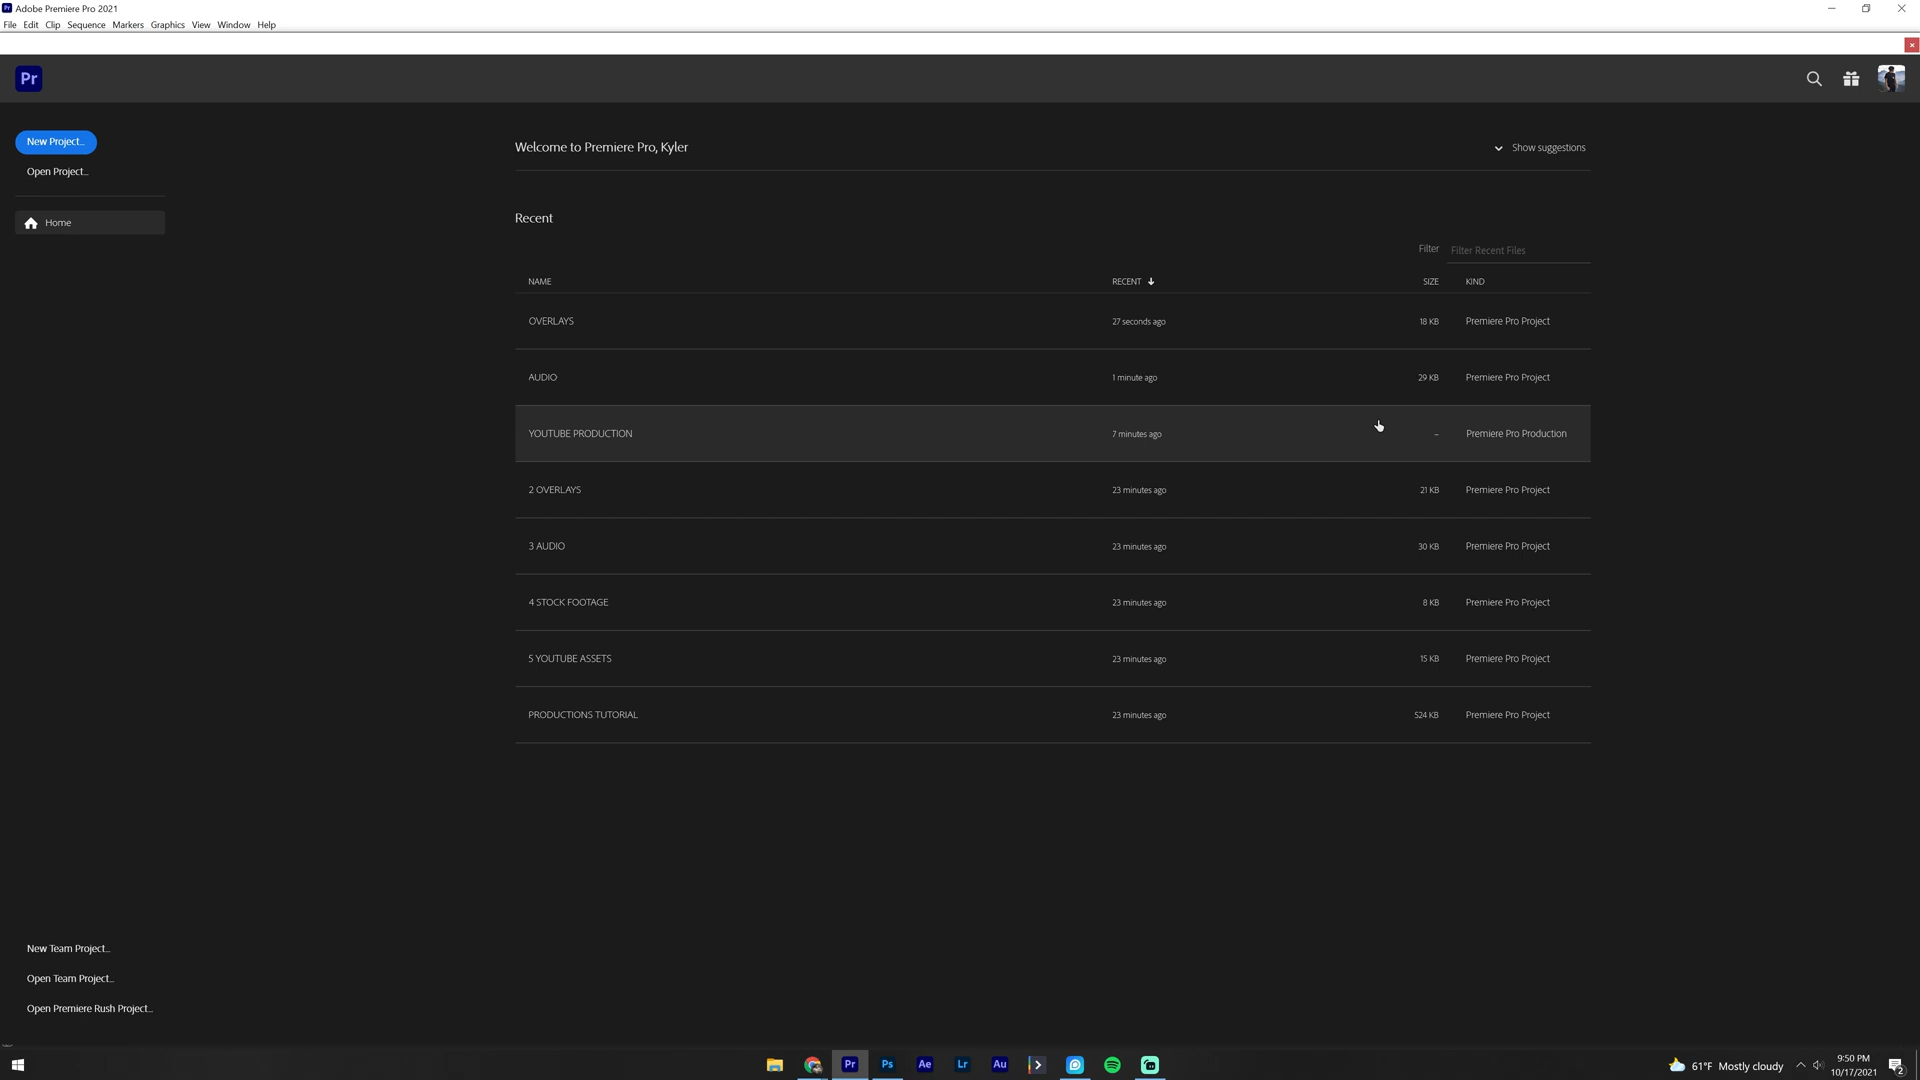 Pr Adobe Premiere Pro 2021
File Edit Clip Sequence Markers Graphics View Window Help
Pr
New Project...
Open Project...
Home
Welcome to Premiere Pro, Kyler
Show suggestions
Recent
Filter Filter Recent Files
NAME RECENT SIZE KIND
OVERLAYS 27 seconds ago 18 KB Premiere Pro Project
AUDIO 1 minute ago 29 KB Premiere Pro Project
YOUTUBE PRODUCTION 7 minutes ago – Premiere Pro Production
2 OVERLAYS 23 minutes ago 21 KB Premiere Pro Project
3 AUDIO 23 minutes ago 30 KB Premiere Pro Project
4 STOCK FOOTAGE 23 minutes ago 8 KB Premiere Pro Project
5 YOUTUBE ASSETS 23 minutes ago 15 KB Premiere Pro Project
PRODUCTIONS TUTORIAL 23 minutes ago 524 KB Premiere Pro Project
New Team Project...
Open Team Project...
Open Premiere Rush Project...
Pr Ps Ae Lr Au
61°F Mostly cloudy
9:50 PM
10/17/2021
2